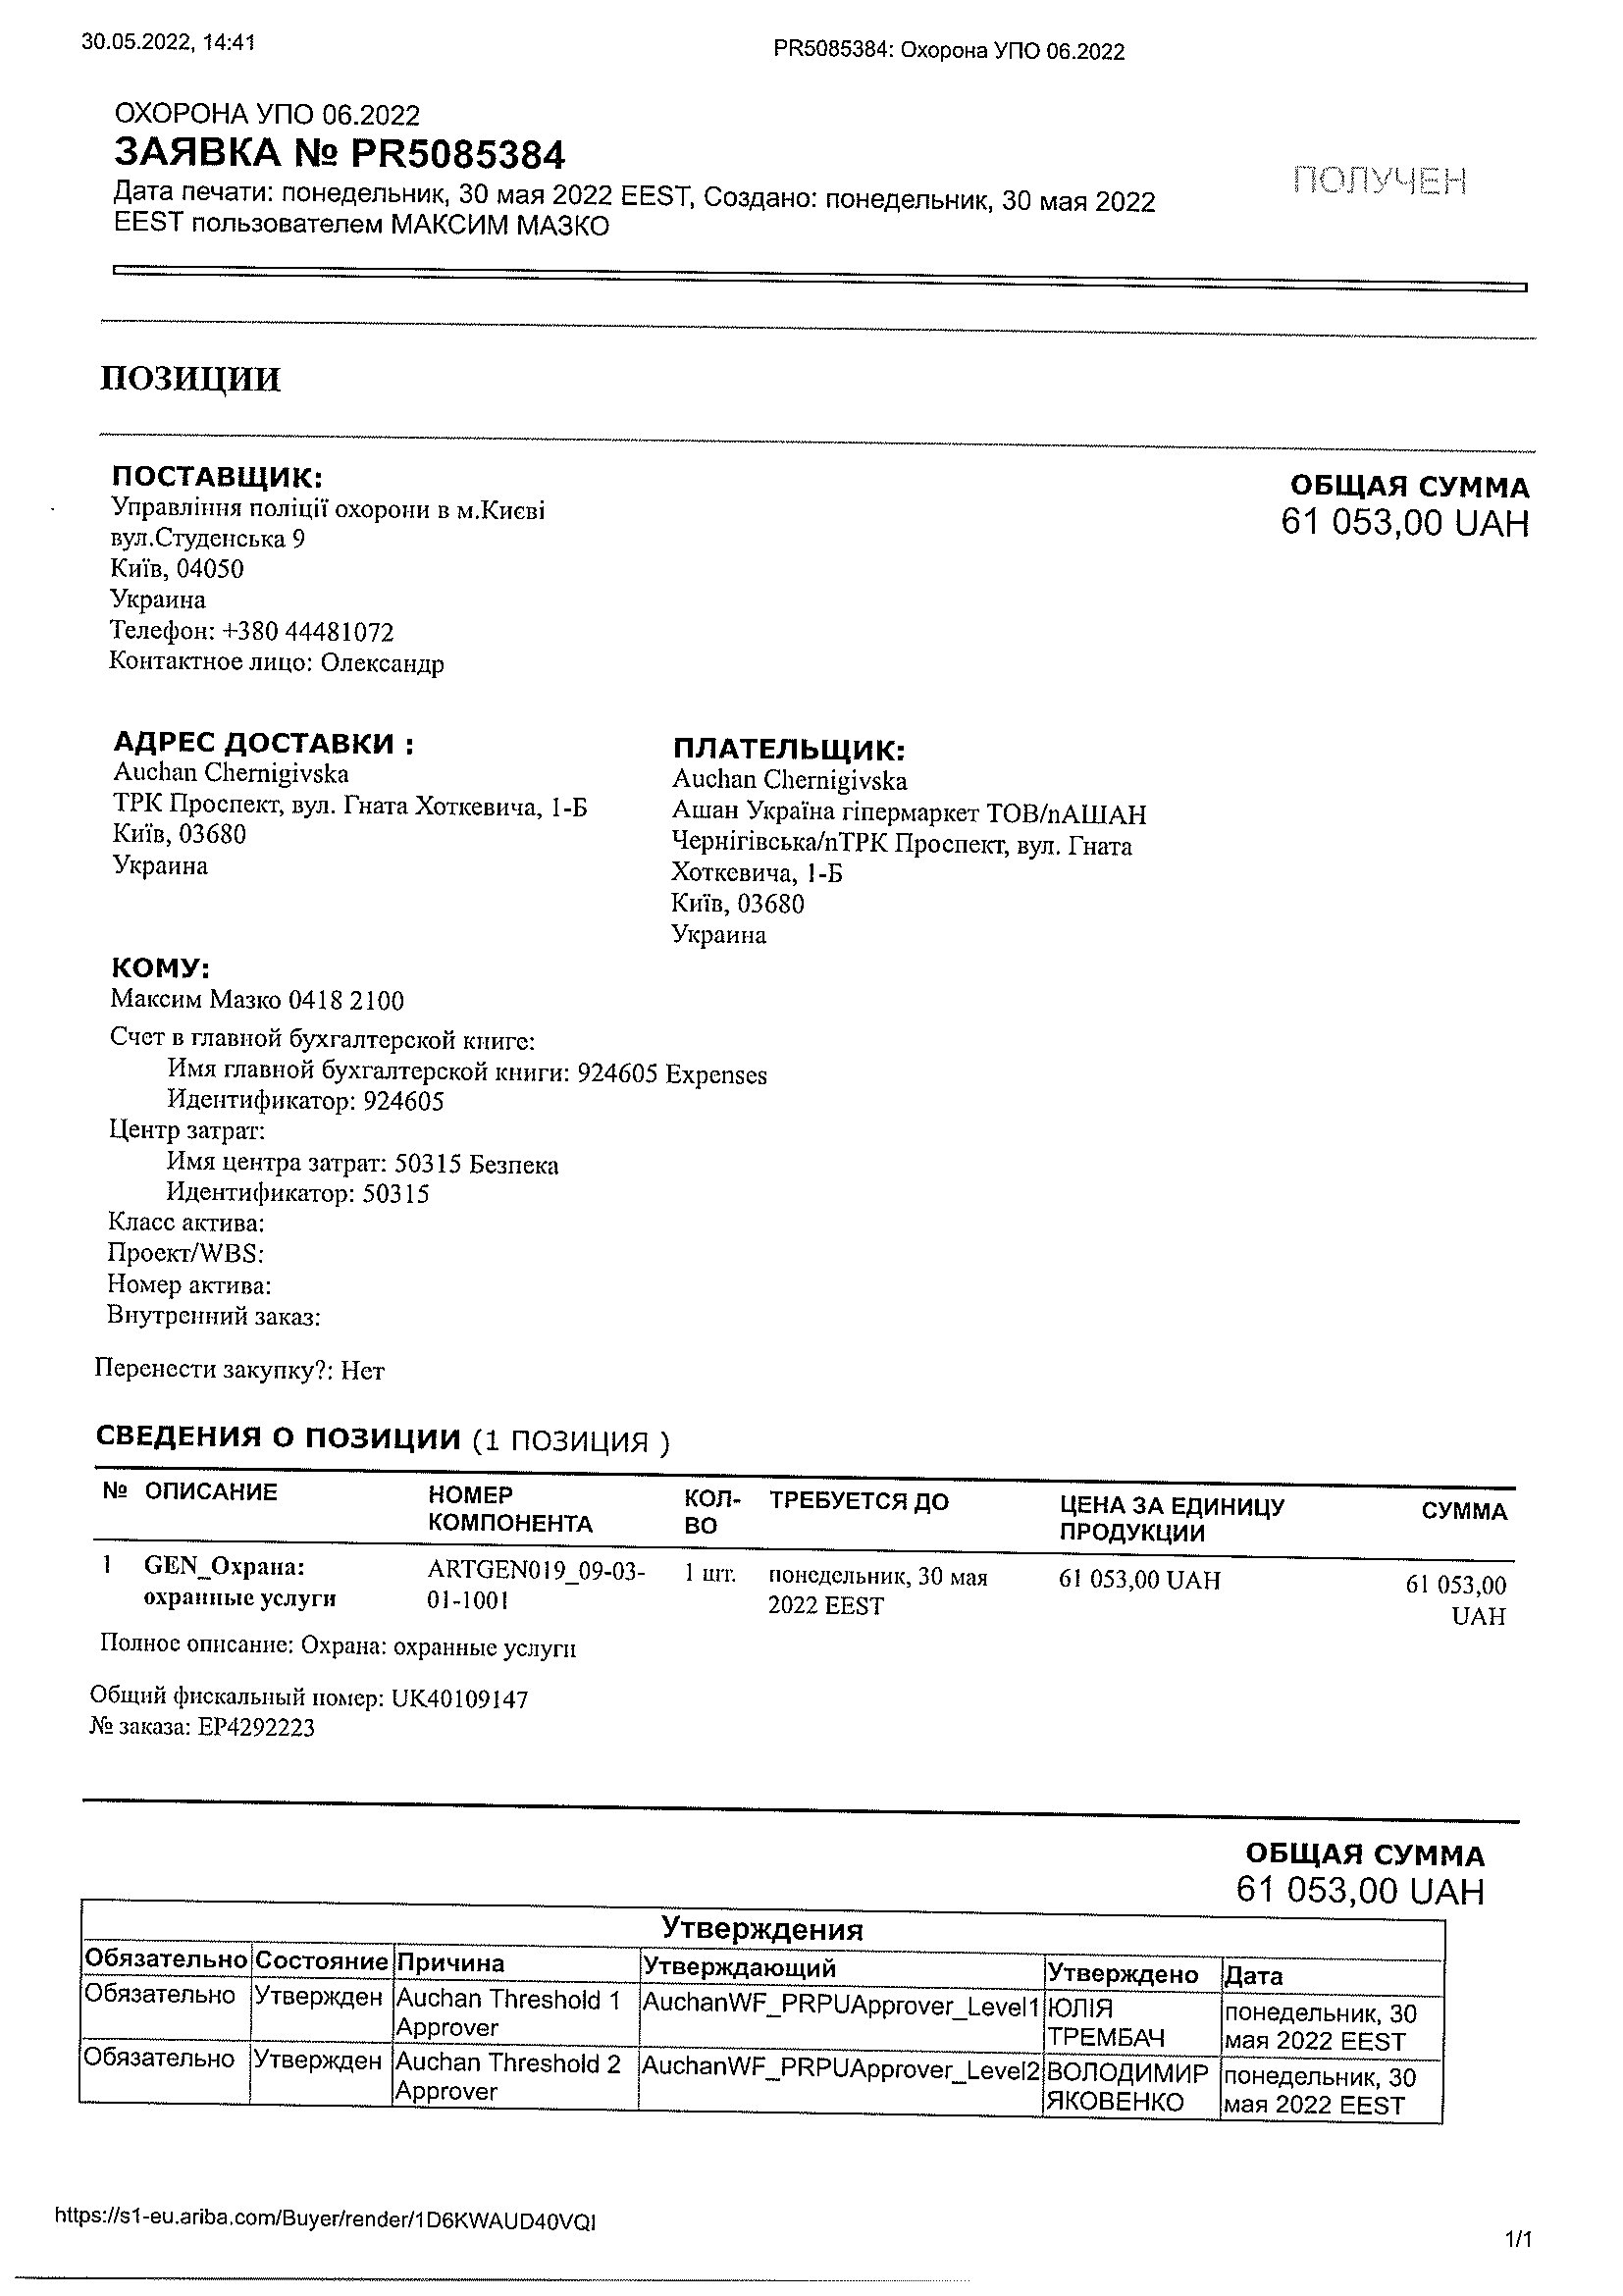 30.05.2022, 14:41
PR5085384: Охорона УПО 06.2022
ОХОРОНА УПО 06.2022
ЗАЯВКА № PR5085384
ПОЛУЧЕН
Дата печати: понедельник, 30 мая 2022 EEST, Создано: понедельник, 30 мая 2022
EEST пользователем МАКСИМ МАЗКО
ПОЗИЦИИ
ПОСТАВЩИК:
Управління поліції охорони в м.Києві
вул.Студенська 9
Київ, 04050
Украина
Телефон: +380 44481072
Контактное лицо: Олександр
ОБЩАЯ СУММА
61 053,00 UAH
АДРЕС ДОСТАВКИ :
Auchan Chernigivska
ТРК Проспект, вул. Гната Хоткевича, 1-Б
Київ, 03680
Украина
ПЛАТЕЛЬЩИК:
Auchan Chernigivska
Ашан Україна гіпермаркет ТОВ/nАШАН
Чернігівська/nТРК Проспект, вул. Гната
Хоткевича, 1-Б
Київ, 03680
Украина
КОМУ:
Максим Мазко 0418 2100
Счет в главной бухгалтерской книге:
Имя главной бухгалтерской книги: 924605 Expenses
Идентификатор: 924605
Центр затрат:
Имя центра затрат: 50315 Безпека
Идентификатор: 50315
Класс актива:
Проект/WBS:
Номер актива:
Внутренний заказ:
Перенести закупку?: Нет
СВЕДЕНИЯ О ПОЗИЦИИ (1 ПОЗИЦИЯ )
№ ОПИСАНИЕ НОМЕР КОМПОНЕНТА КОЛ-ВО ТРЕБУЕТСЯ ДО ЦЕНА ЗА ЕДИНИЦУ ПРОДУКЦИИ СУММА
1 GEN_Охрана: ARTGEN019_09-03- 1 шт. понедельник, 30 мая 61 053,00 UAH 61 053,00
охранные услуги 01-1001 2022 EEST UAH
Полное описание: Охрана: охранные услуги
Общий фискальный номер: UK40109147
№ заказа: EP4292223
ОБЩАЯ СУММА
61 053,00 UAH
Утверждения
Обязательно Состояние Причина Утверждающий Утверждено Дата
Обязательно Утвержден Auchan Threshold 1 AuchanWF_PRPUApprover_Level1 ЮЛІЯ понедельник, 30
Approver ТРЕМБАЧ мая 2022 EEST
Обязательно Утвержден Auchan Threshold 2 AuchanWF_PRPUApprover_Level2 ВОЛОДИМИР понедельник, 30
Approver ЯКОВЕНКО мая 2022 EEST
https://s1-eu.ariba.com/Buyer/render/1D6KWAUD40VQI
1/1